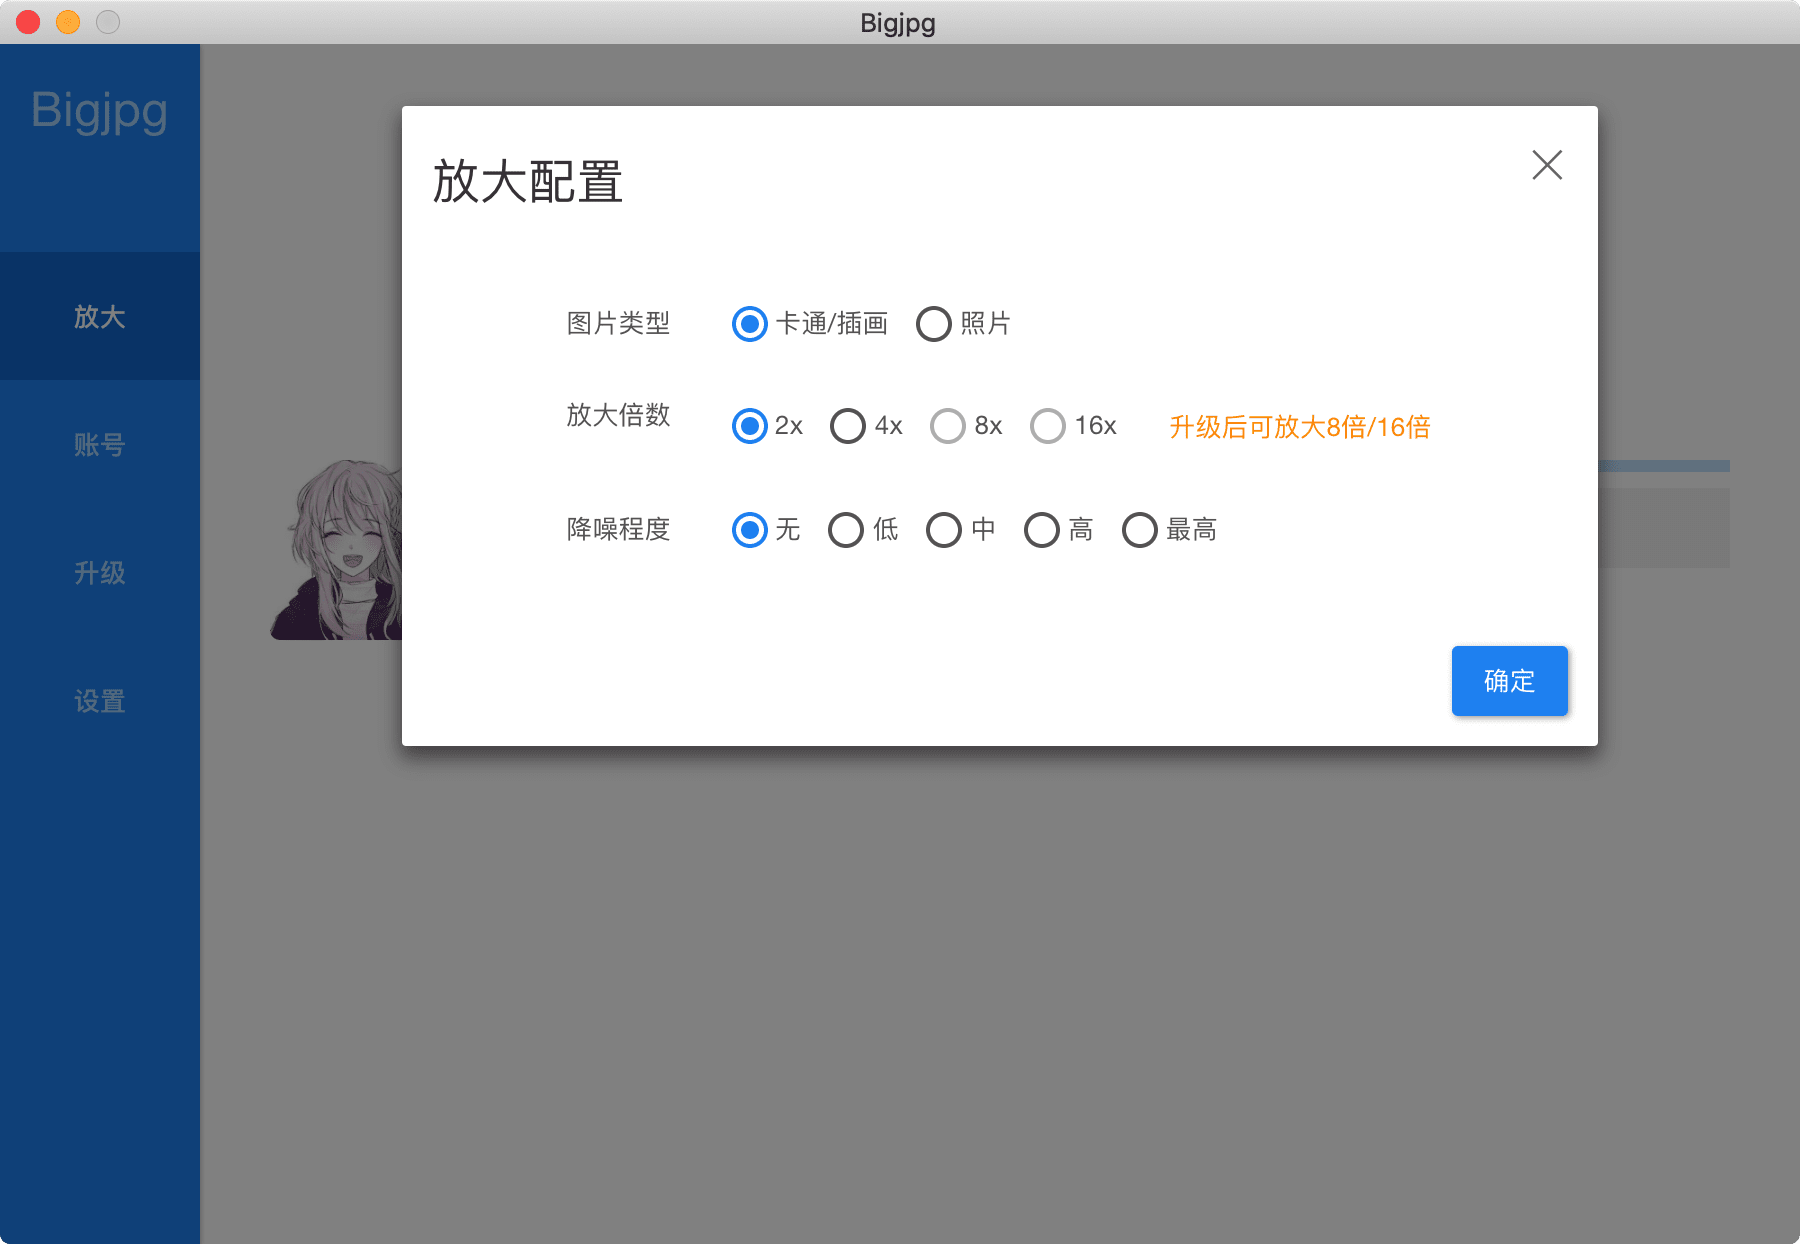 Bigjpg
Bigjpg
放大
账号
升级
设置
放大配置
图片类型 卡通/插画 照片
放大倍数 2x 4x 8x 16x 升级后可放大8倍/16倍
降噪程度 无 低 中 高 最高
确定